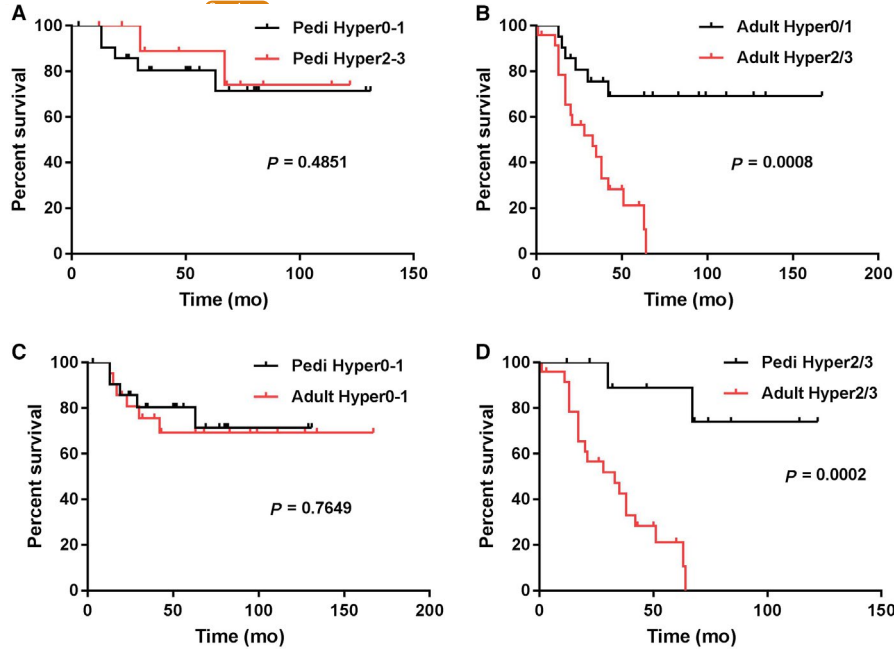 A
Pedi Hyper0-1
Pedi Hyper2-3
P = 0.4851
Percent survival
100
80
60
40
20
0
0 50 100 150
Time (mo)
B
Adult Hyper0/1
Adult Hyper2/3
P = 0.0008
Percent survival
100
80
60
40
20
0
0 50 100 150 200
Time (mo)
C
Pedi Hyper0-1
Adult Hyper0-1
P = 0.7649
Percent survival
100
80
60
40
20
0
0 50 100 150 200
Time (mo)
D
Pedi Hyper2/3
Adult Hyper2/3
P = 0.0002
Percent survival
100
80
60
40
20
0
0 50 100 150
Time (mo)